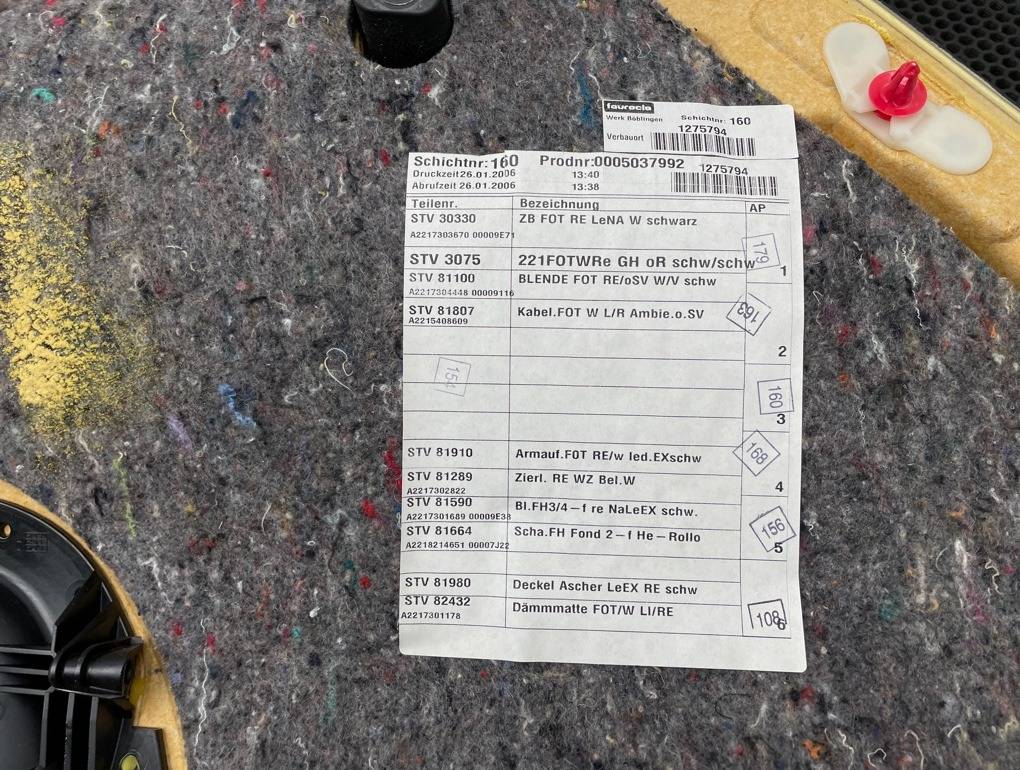 faurecia
Werk Böblingen Schichtnr: 160
1275794
Verbauort
Schichtnr: 160 Prodnr:0005037992 1275794
Druckzeit 26.01.2006 13:40
Abrufzeit 26.01.2006 13:38
Teilenr. Bezeichnung AP
STV 30330 ZB FOT RE LeNA W schwarz
A2217303670 00009E71
179
STV 3075 221FOTWRe GH oR schw/schw 1
STV 81100 BLENDE FOT RE/oSV W/V schw
A2217304448 00009116
STV 81807 Kabel.FOT W L/R Ambie.o.SV 163
A2215408609
2
154
160
3
STV 81910 Armauf.FOT RE/w led.EXschw 168
STV 81289 Zierl. RE WZ Bel.W 4
A2217302822
STV 81590 Bl.FH3/4-f re NaLeEX schw.
A2217301689 00009E38
156
STV 81664 Scha.FH Fond 2-f He-Rollo 5
A2218214651 00007J22
STV 81980 Deckel Ascher LeEX RE schw
STV 82432 Dämmmatte FOT/W LI/RE 108 6
A2217301178